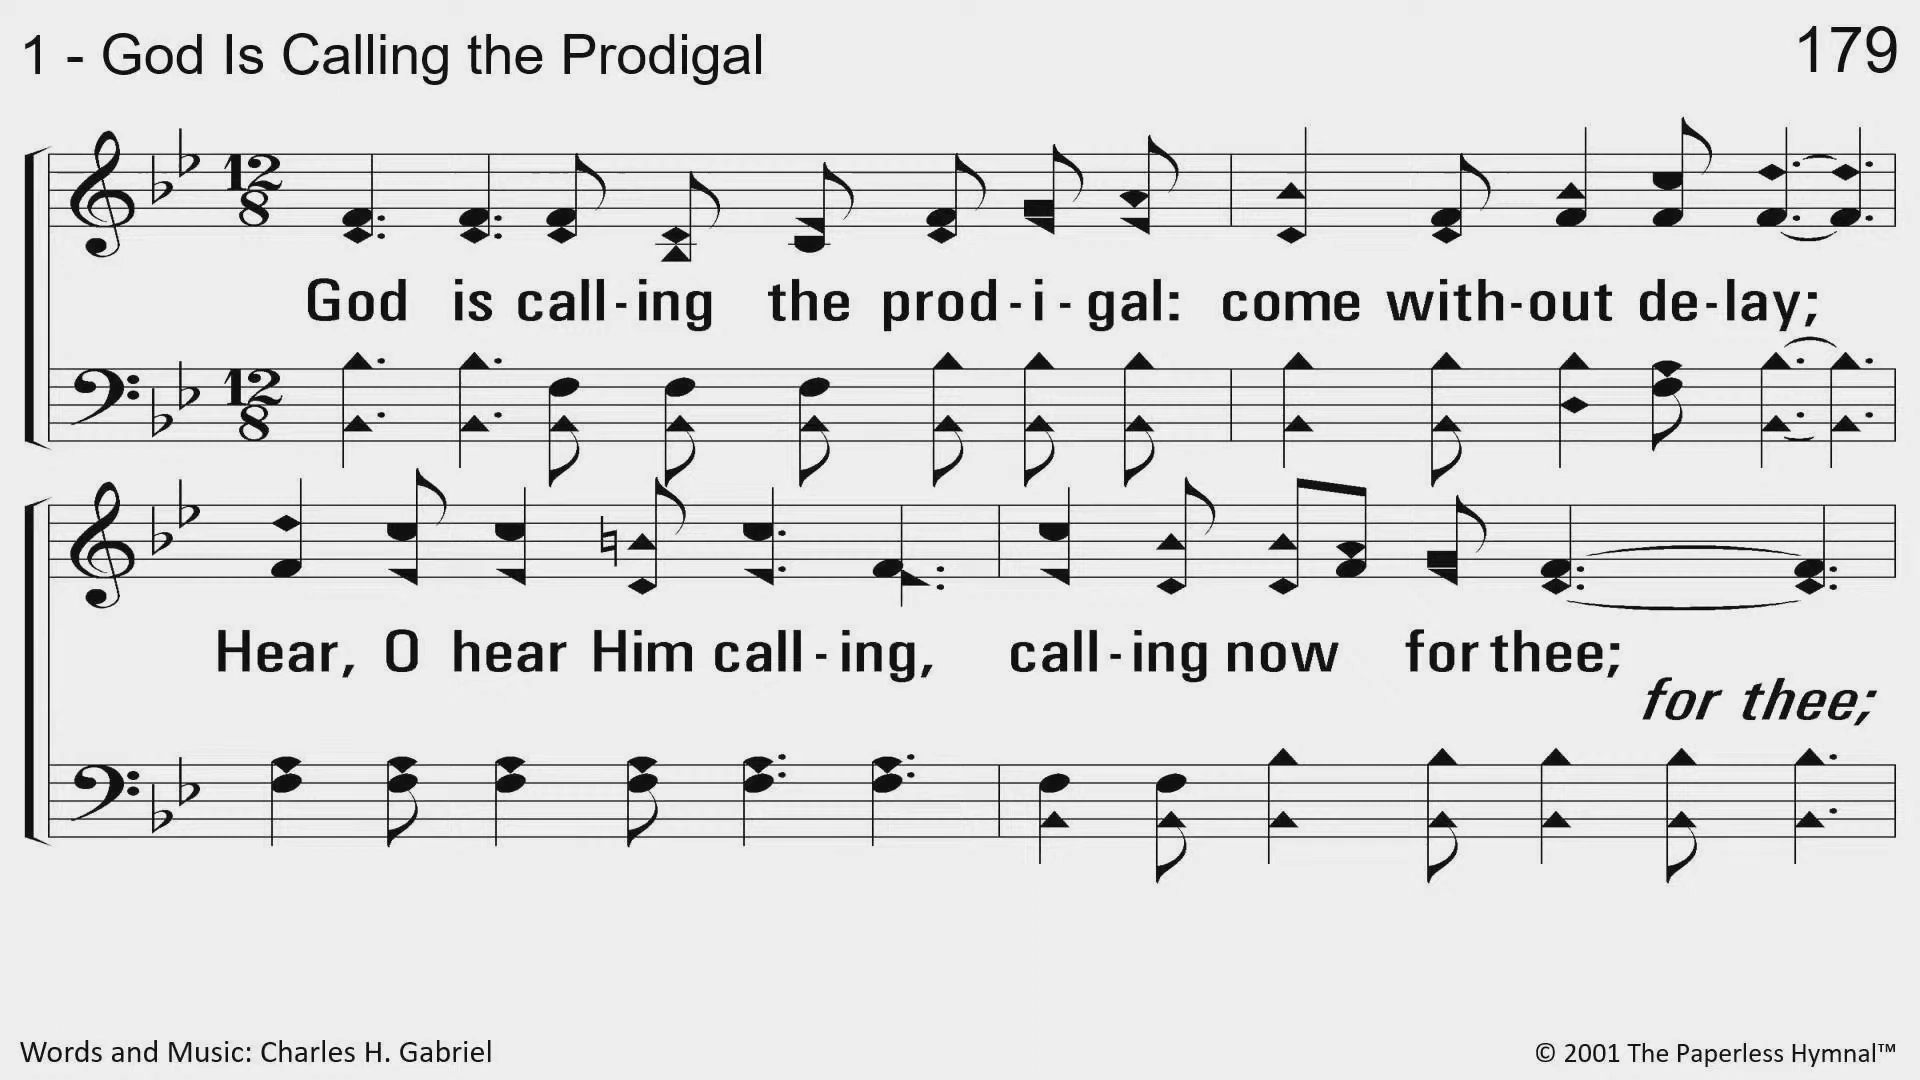 1 - God Is Calling the Prodigal
179
12
8
God is call-ing the prod-i-gal: come with-out de-lay;
12
8
Hear, O hear Him call-ing, call-ing now for thee;
for thee;
Words and Music: Charles H. Gabriel
© 2001 The Paperless Hymnal™